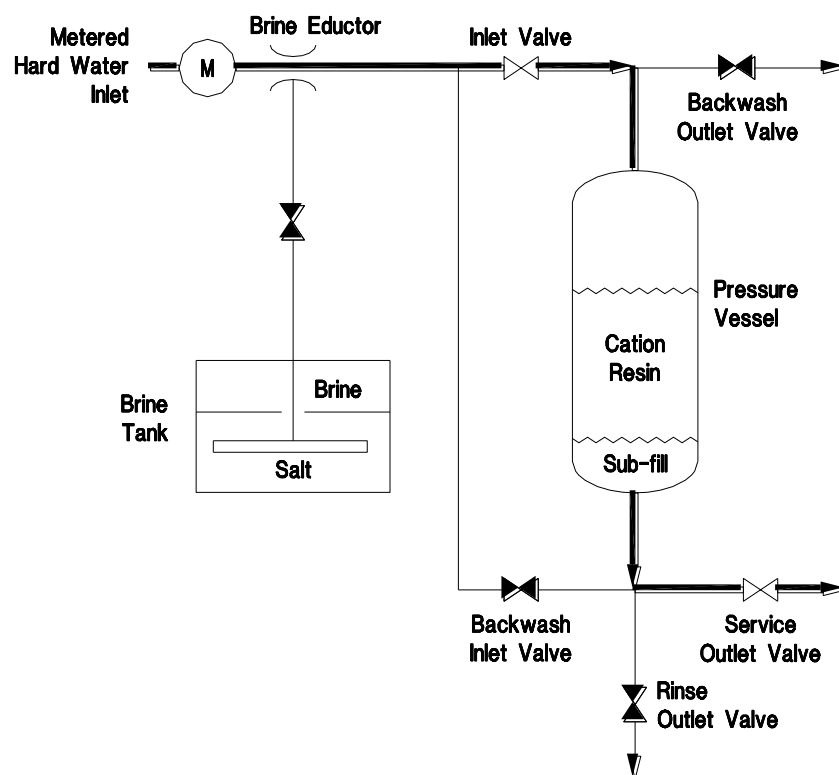 Metered
Hard Water
Inlet
M
Brine Eductor
Inlet Valve
Backwash
Outlet Valve
Pressure
Vessel
Cation
Resin
Sub-fill
Brine
Tank
Brine
Salt
Backwash
Inlet Valve
Service
Outlet Valve
Rinse
Outlet Valve